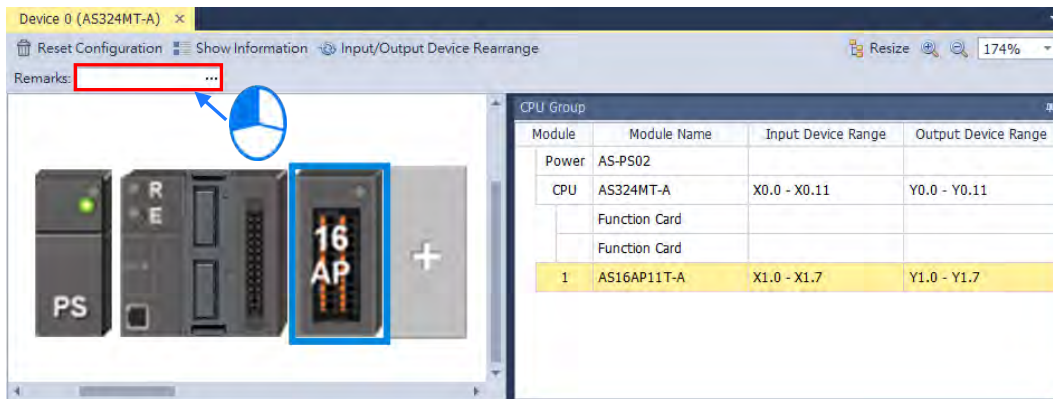 Device 0 (AS324MT-A) ×
Reset Configuration Show Information Input/Output Device Rearrange Resize 174%
Remarks: ...
R
E
PS
16
AP
+
CPU Group
Module Module Name Input Device Range Output Device Range
Power AS-PS02
CPU AS324MT-A X0.0 - X0.11 Y0.0 - Y0.11
Function Card
Function Card
1 AS16AP11T-A X1.0 - X1.7 Y1.0 - Y1.7